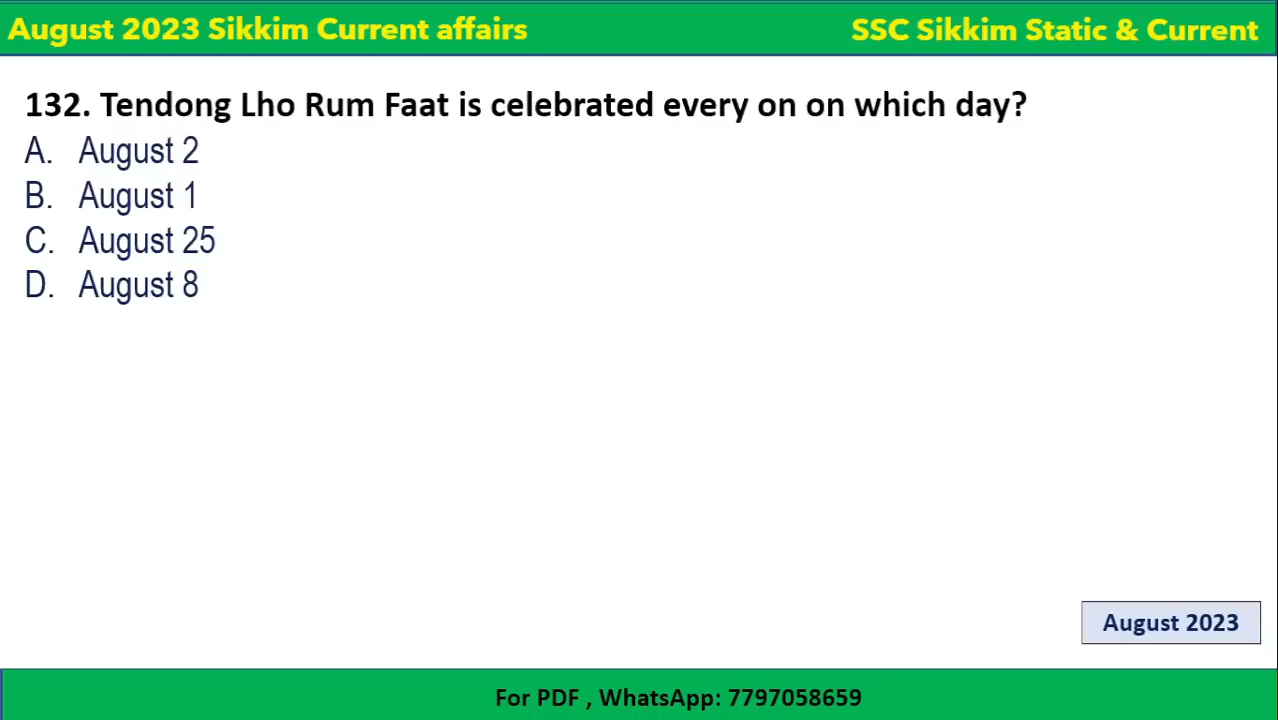 August 2023 Sikkim Current affairs
SSC Sikkim Static & Current
132. Tendong Lho Rum Faat is celebrated every on on which day?
A. August 2
B. August 1
C. August 25
D. August 8
August 2023
For PDF , WhatsApp: 7797058659